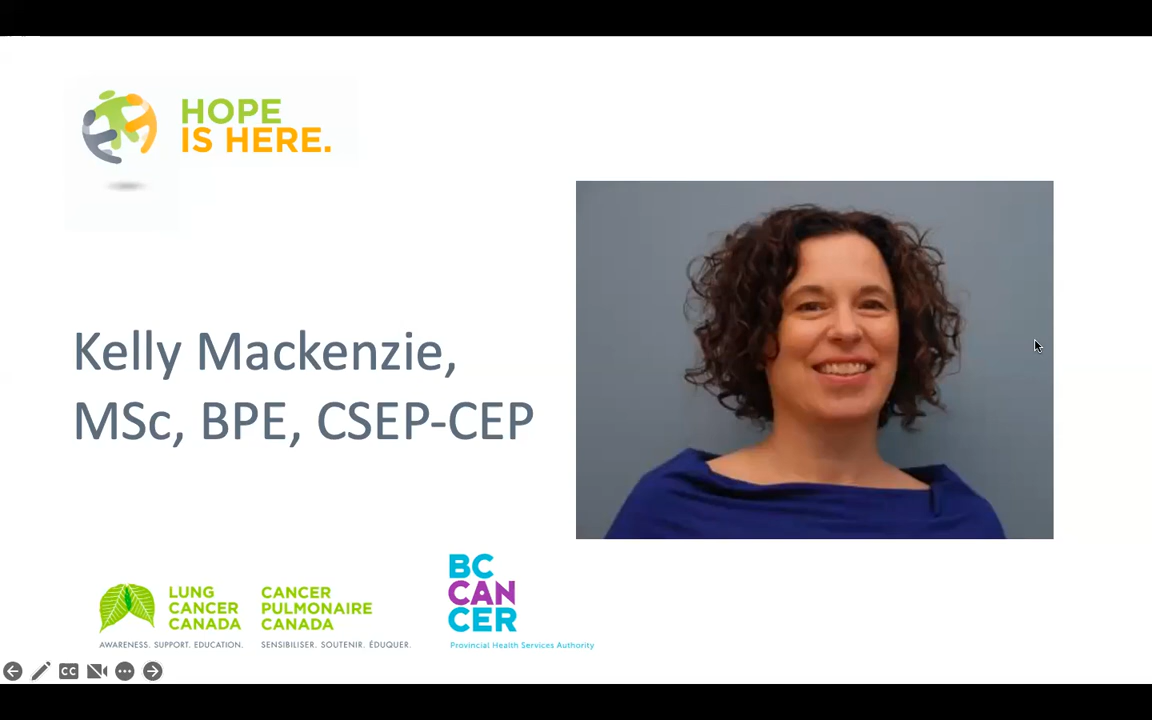 HOPE
IS HERE.
Kelly Mackenzie,
MSc, BPE, CSEP-CEP
LUNG
CANCER
CANADA
AWARENESS. SUPPORT. EDUCATION.
CANCER
PULMONAIRE
CANADA
SENSIBILISER. SOUTENIR. ÉDUQUER.
BC
CAN
CER
Provincial Health Services Authority
CC